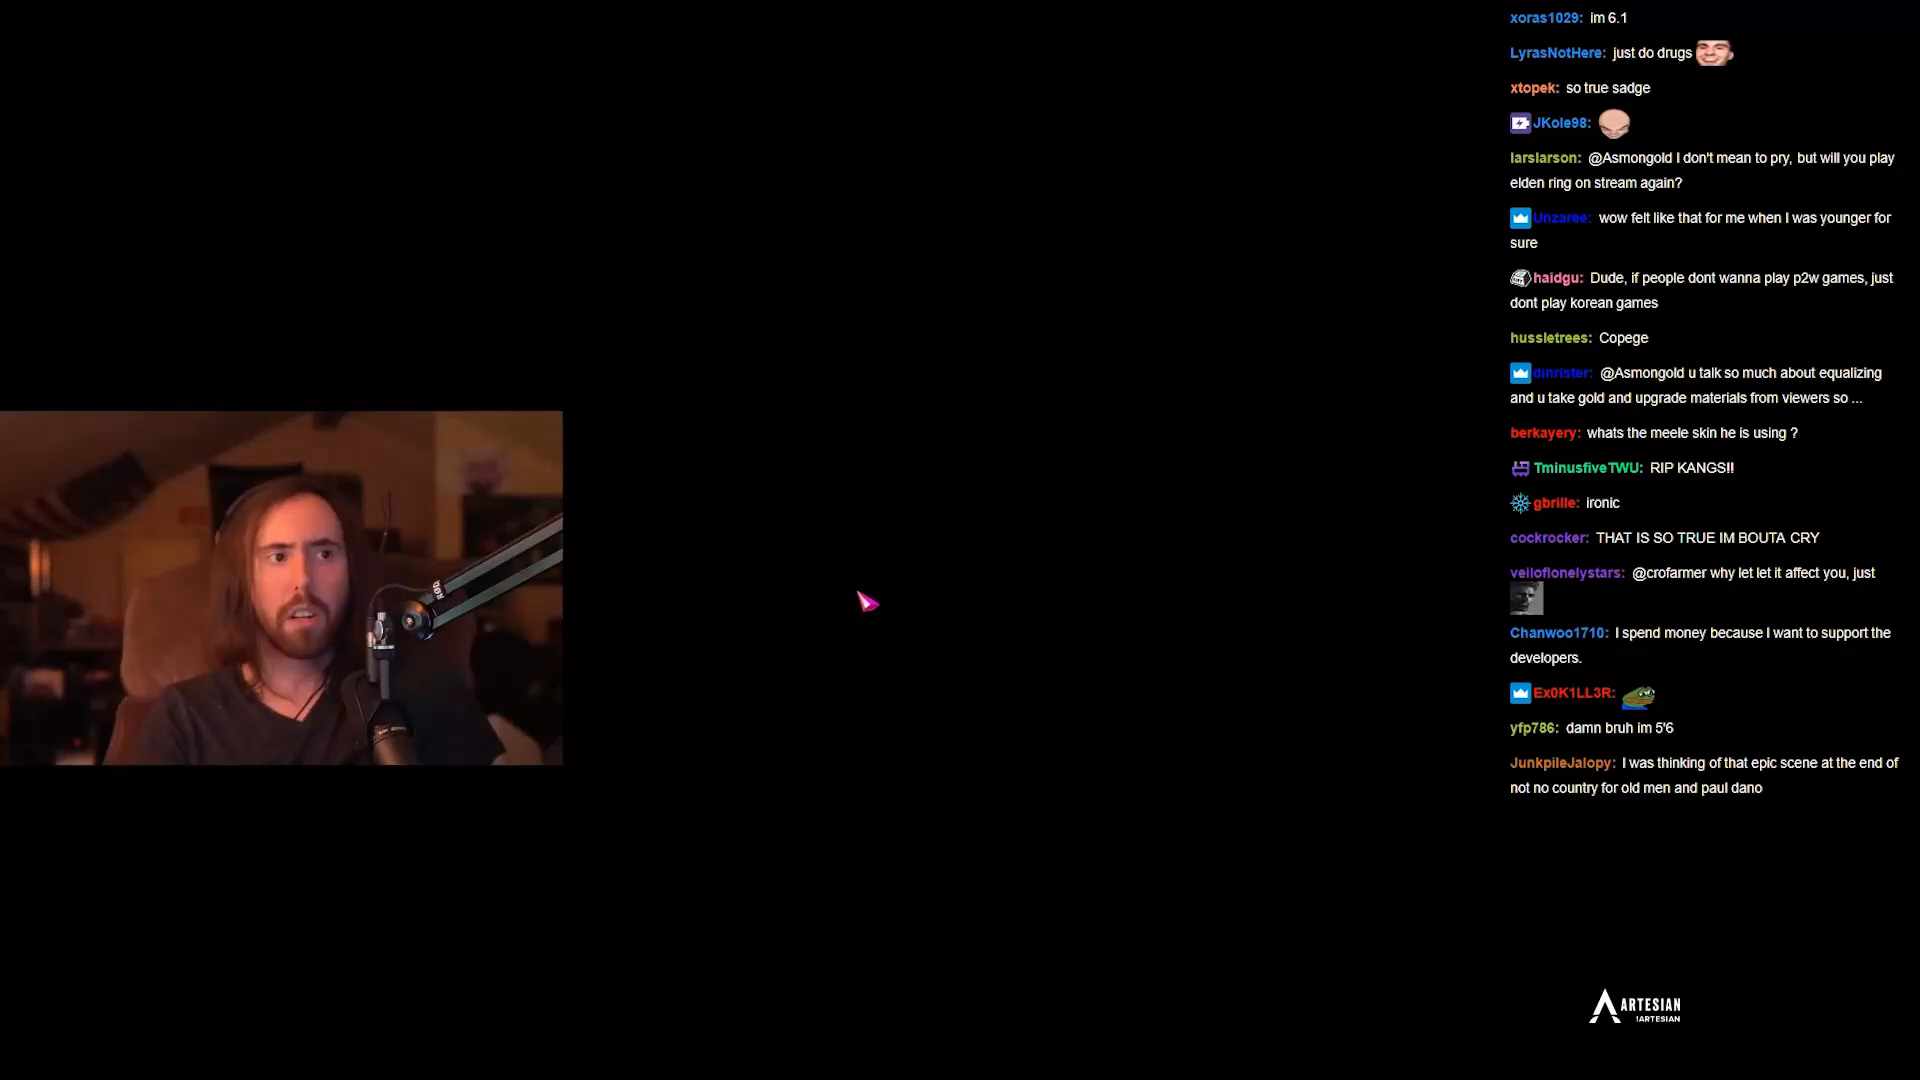 xoras1029: im 6.1
LyrasNotHere: just do drugs
xtopek: so true sadge
JKole98:
larslarson: @Asmongold I don't mean to pry, but will you play
elden ring on stream again?
Unzaree: wow felt like that for me when I was younger for
sure
haidgu: Dude, if people dont wanna play p2w games, just
dont play korean games
hussletrees: Copege
dinrister: @Asmongold u talk so much about equalizing
and u take gold and upgrade materials from viewers so ...
berkayery: whats the meele skin he is using ?
TminusfiveTWU: RIP KANGS!!
gbrille: ironic
cockrocker: THAT IS SO TRUE IM BOUTA CRY
veiloflonelystars: @crofarmer why let let it affect you, just
Chanwoo1710: I spend money because I want to support the
developers.
Ex0K1LL3R:
yfp786: damn bruh im 5'6
JunkpileJalopy: I was thinking of that epic scene at the end of
not no country for old men and paul dano
RØDE
ARTESIAN
!ARTESIAN